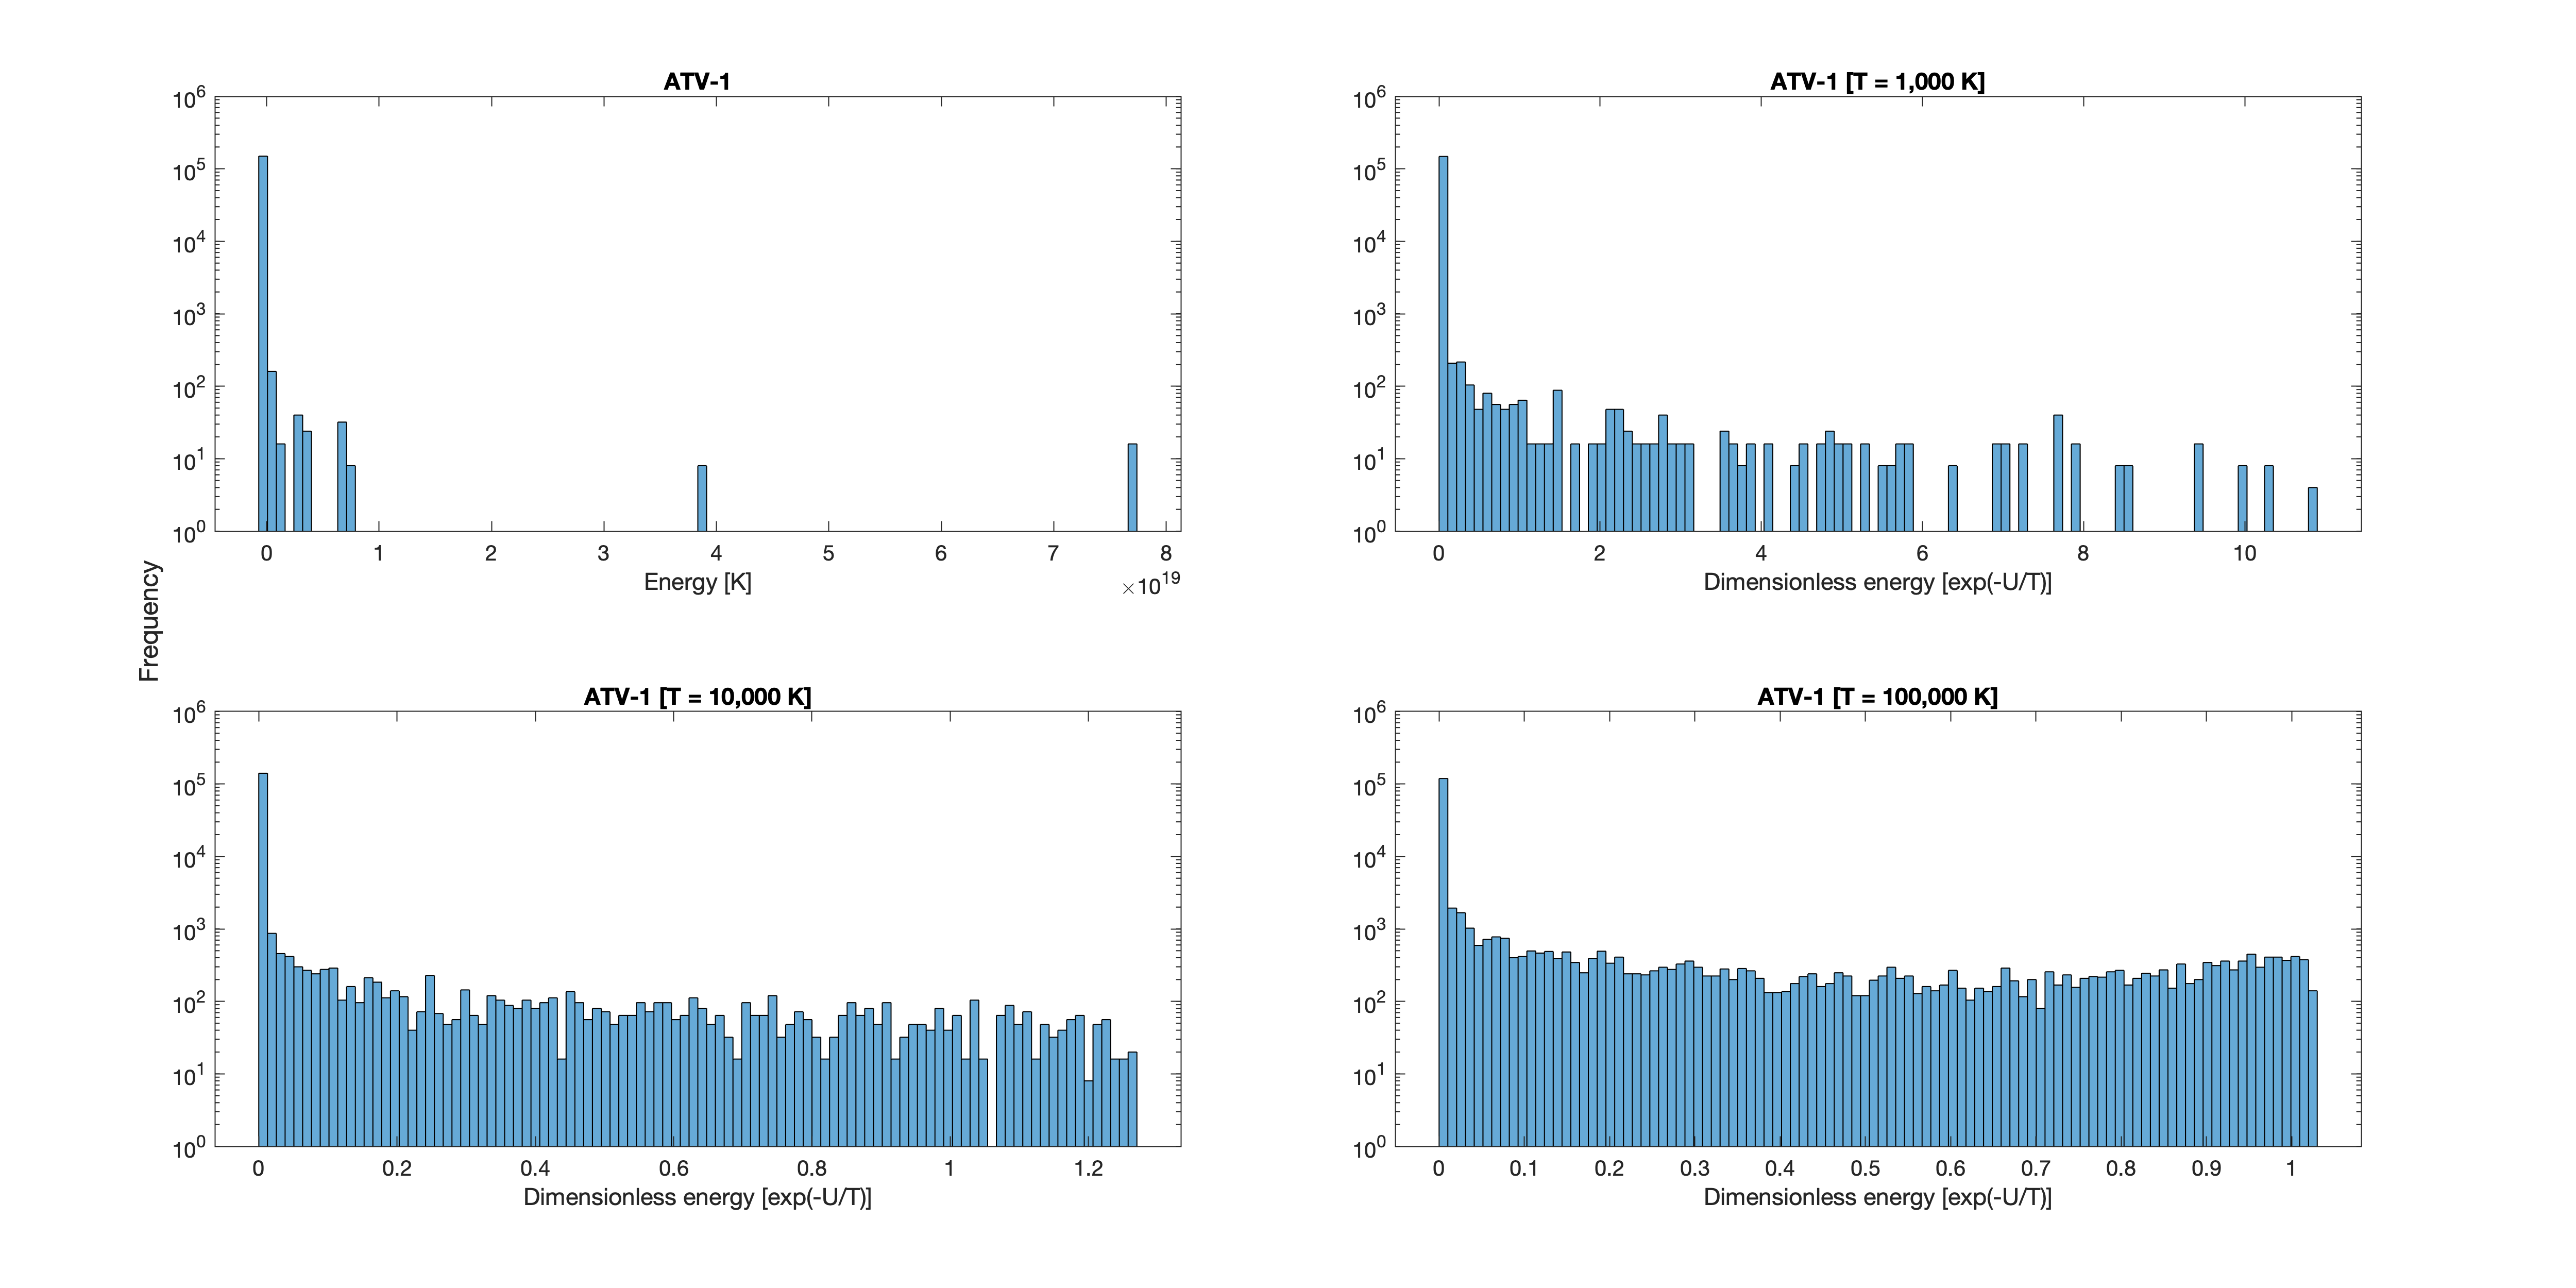 ATV-1
10^6
10^5
10^4
10^3
10^2
10^1
10^0
0 1 2 3 4 5 6 7 8
×10^19
Energy [K]
ATV-1 [T = 1,000 K]
10^6
10^5
10^4
10^3
10^2
10^1
10^0
0 2 4 6 8 10
Dimensionless energy [exp(-U/T)]
Frequency
ATV-1 [T = 10,000 K]
10^6
10^5
10^4
10^3
10^2
10^1
10^0
0 0.2 0.4 0.6 0.8 1 1.2
Dimensionless energy [exp(-U/T)]
ATV-1 [T = 100,000 K]
10^6
10^5
10^4
10^3
10^2
10^1
10^0
0 0.1 0.2 0.3 0.4 0.5 0.6 0.7 0.8 0.9 1
Dimensionless energy [exp(-U/T)]